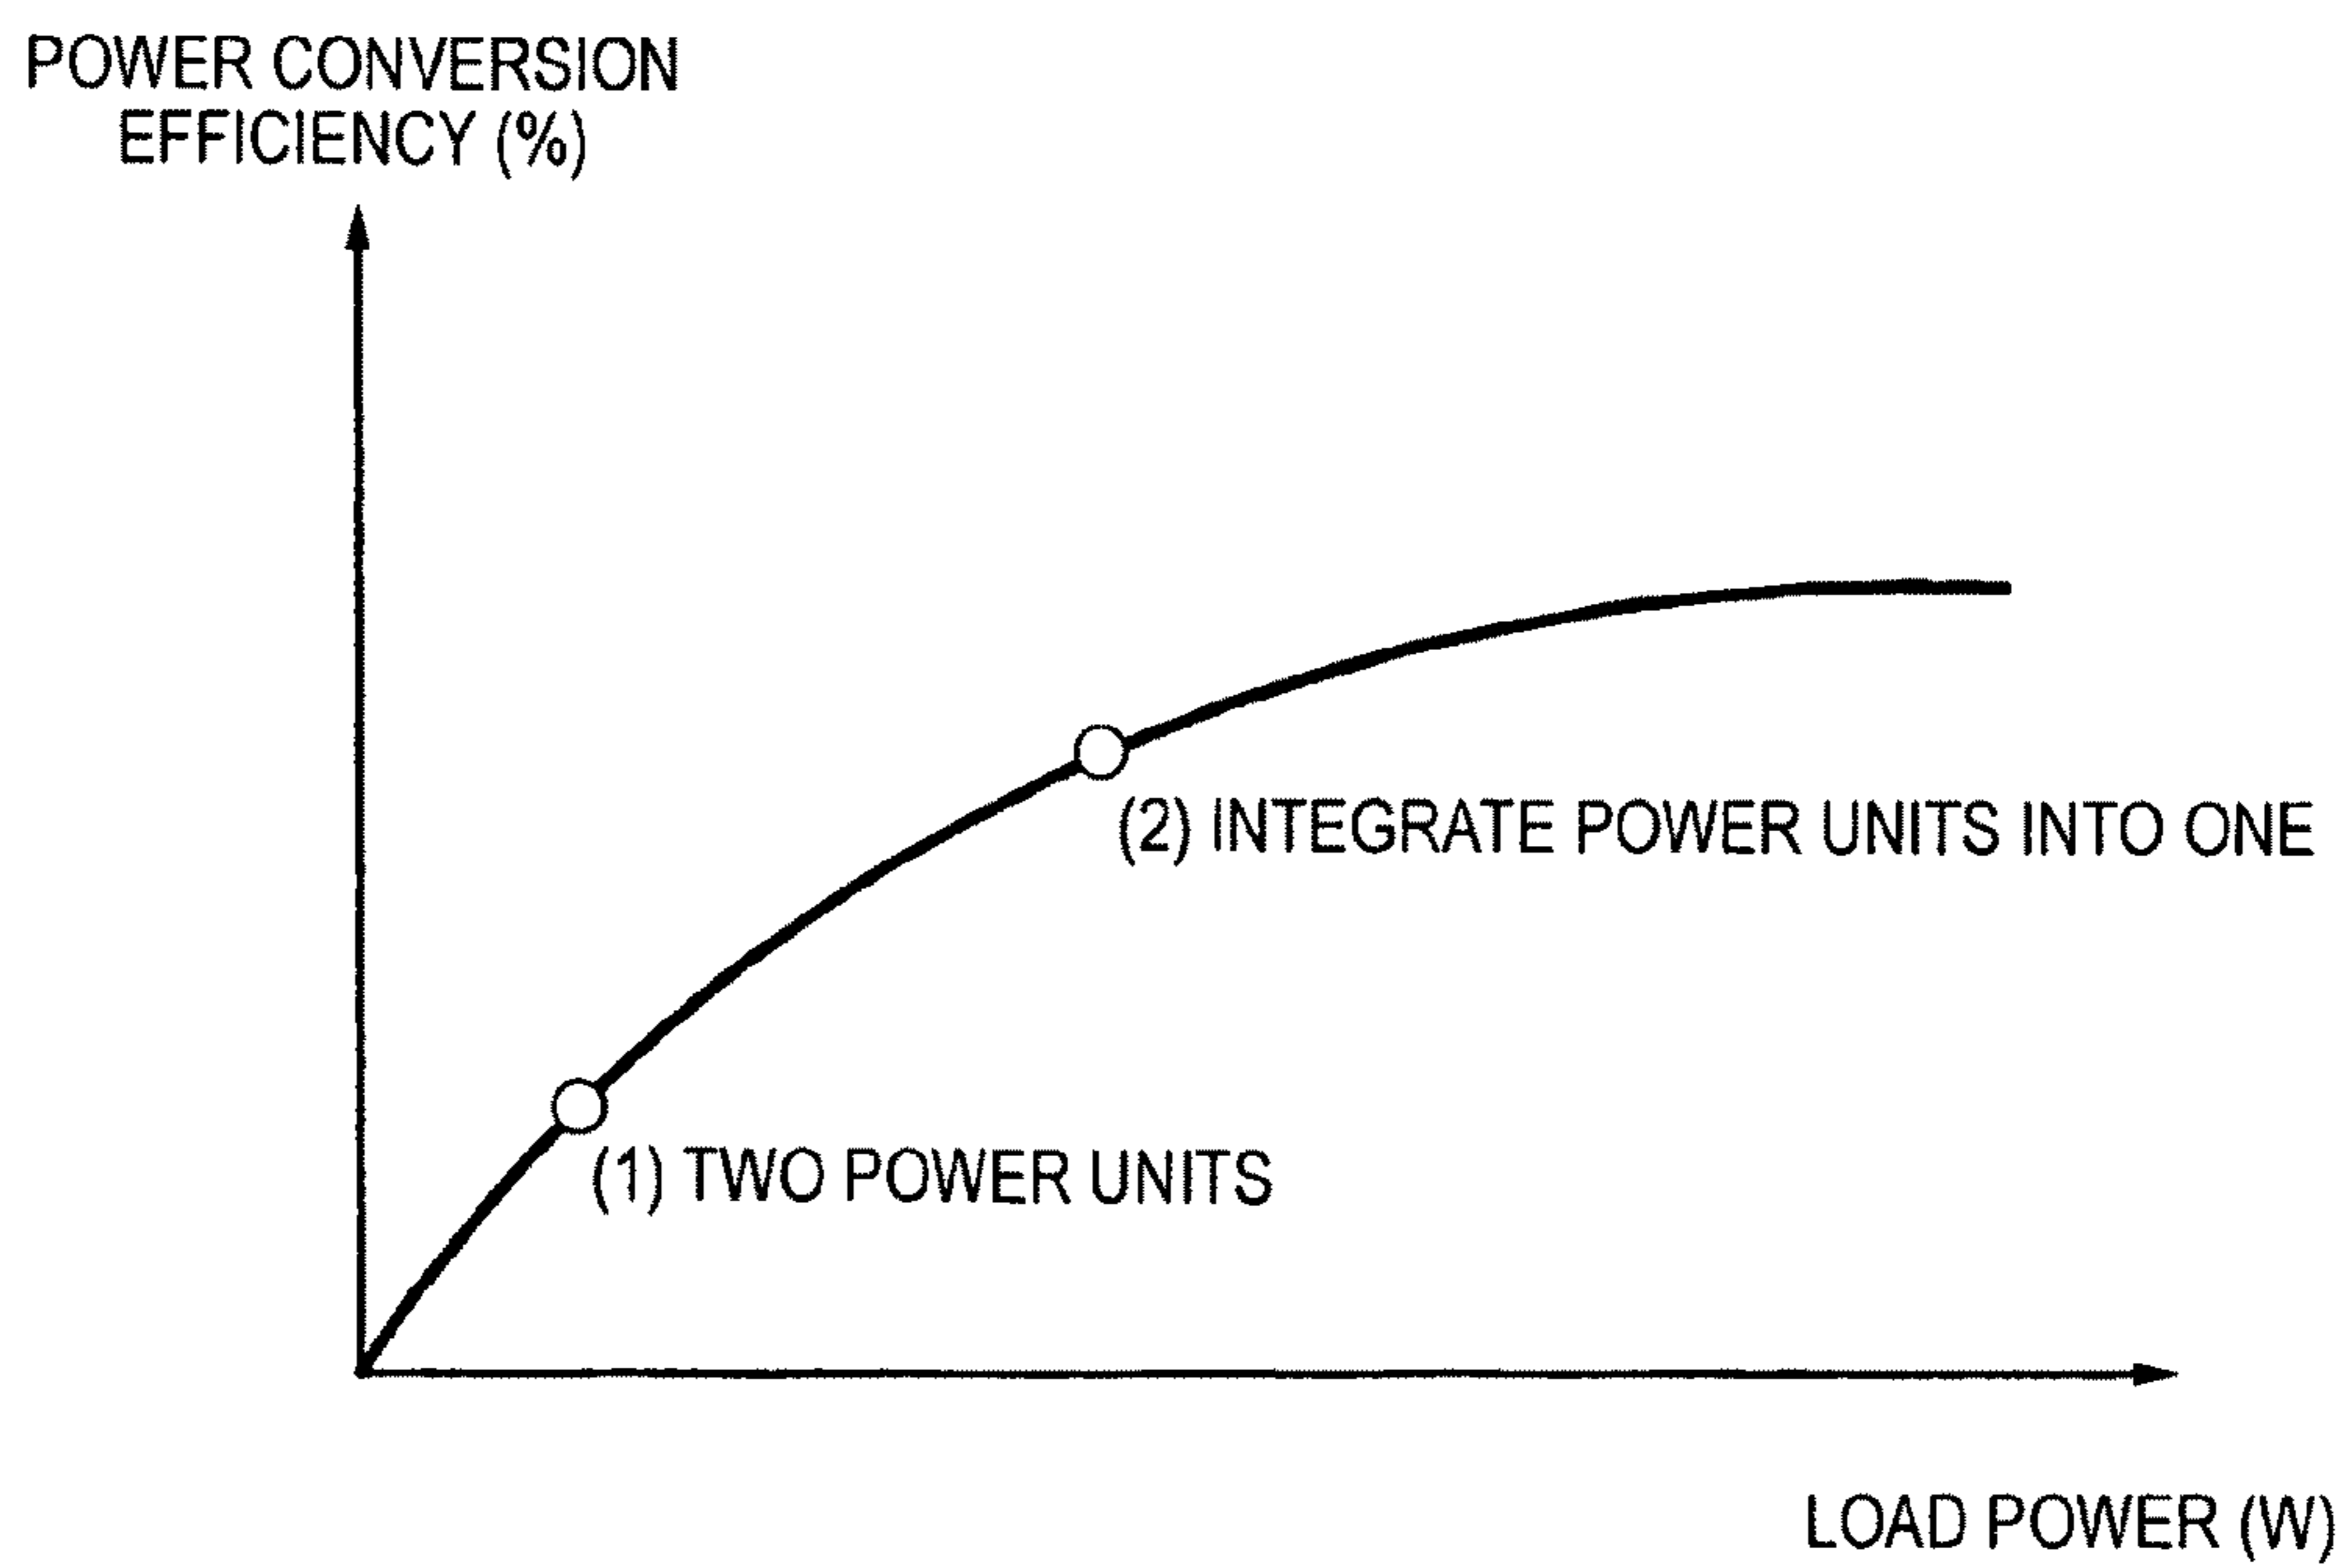 POWER CONVERSION
EFFICIENCY (%)
(2) INTEGRATE POWER UNITS INTO ONE
(1) TWO POWER UNITS
LOAD POWER (W)